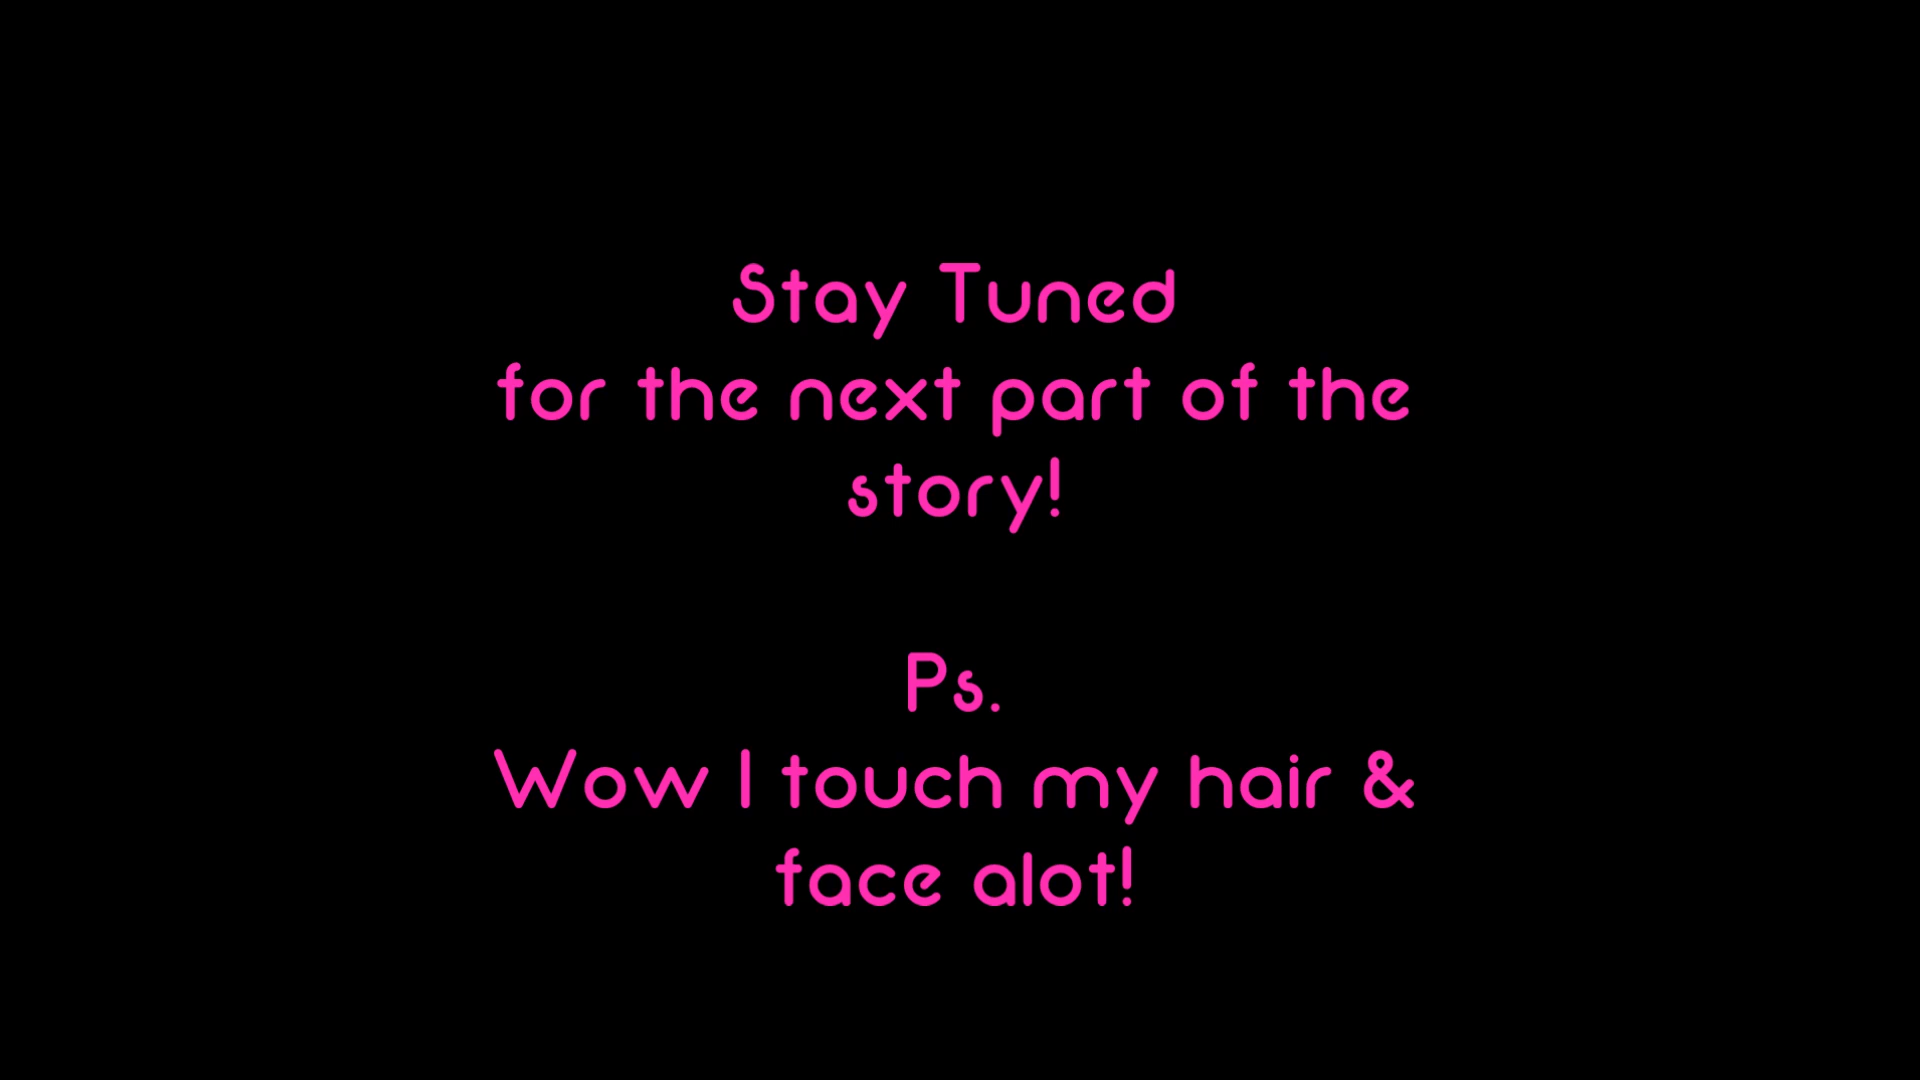 Stay Tuned
for the next part of the
story!
Ps.
Wow I touch my hair &
face alot!